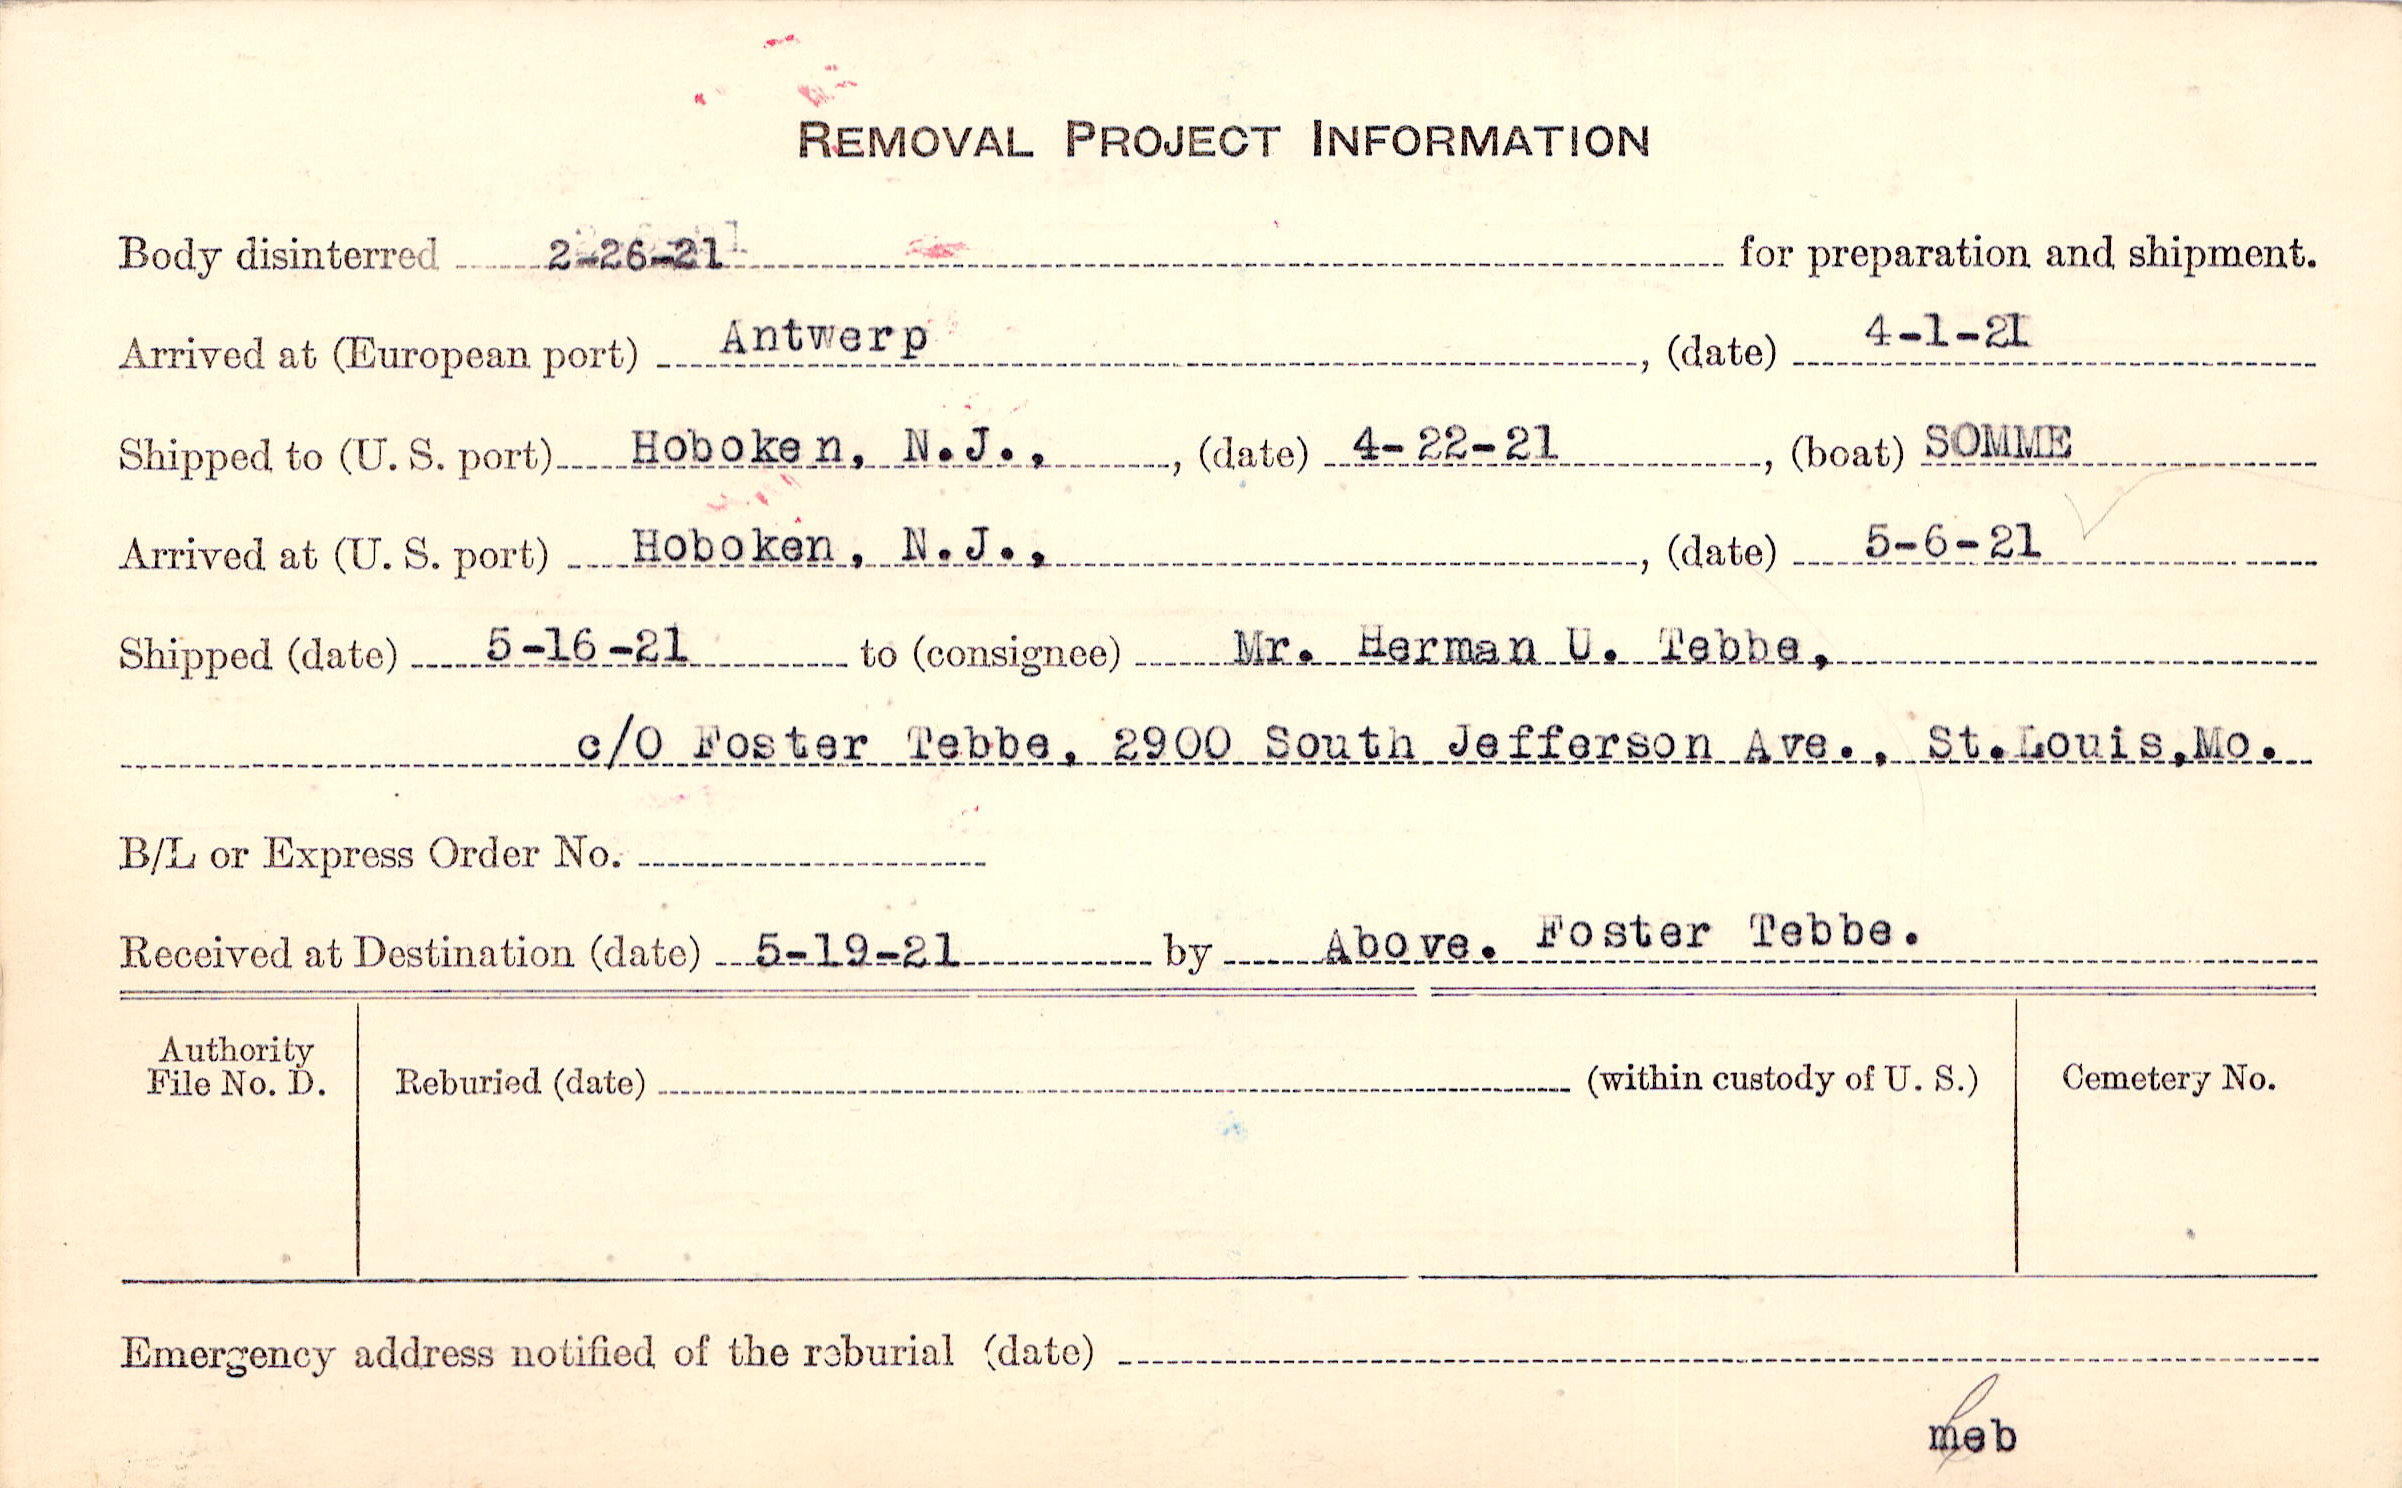 REMOVAL PROJECT INFORMATION
Body disinterred 2-26-21 for preparation and shipment.
Arrived at (European port) Antwerp, (date) 4-1-21
Shipped to (U. S. port) Hoboken, N.J., , (date) 4-22-21, (boat) SOMME
Arrived at (U. S. port) Hoboken, N.J., , (date) 5-6-21
Shipped (date) 5-16-21 to (consignee) Mr. Herman U. Tebbe,
c/O Foster Tebbe, 2900 South Jefferson Ave., St.Louis,Mo.
B/L or Express Order No.
Received at Destination (date) 5-19-21 by Above. Foster Tebbe.
Authority
File No. D.
Reburied (date) (within custody of U. S.)
Cemetery No.
Emergency address notified of the reburial (date)
meb